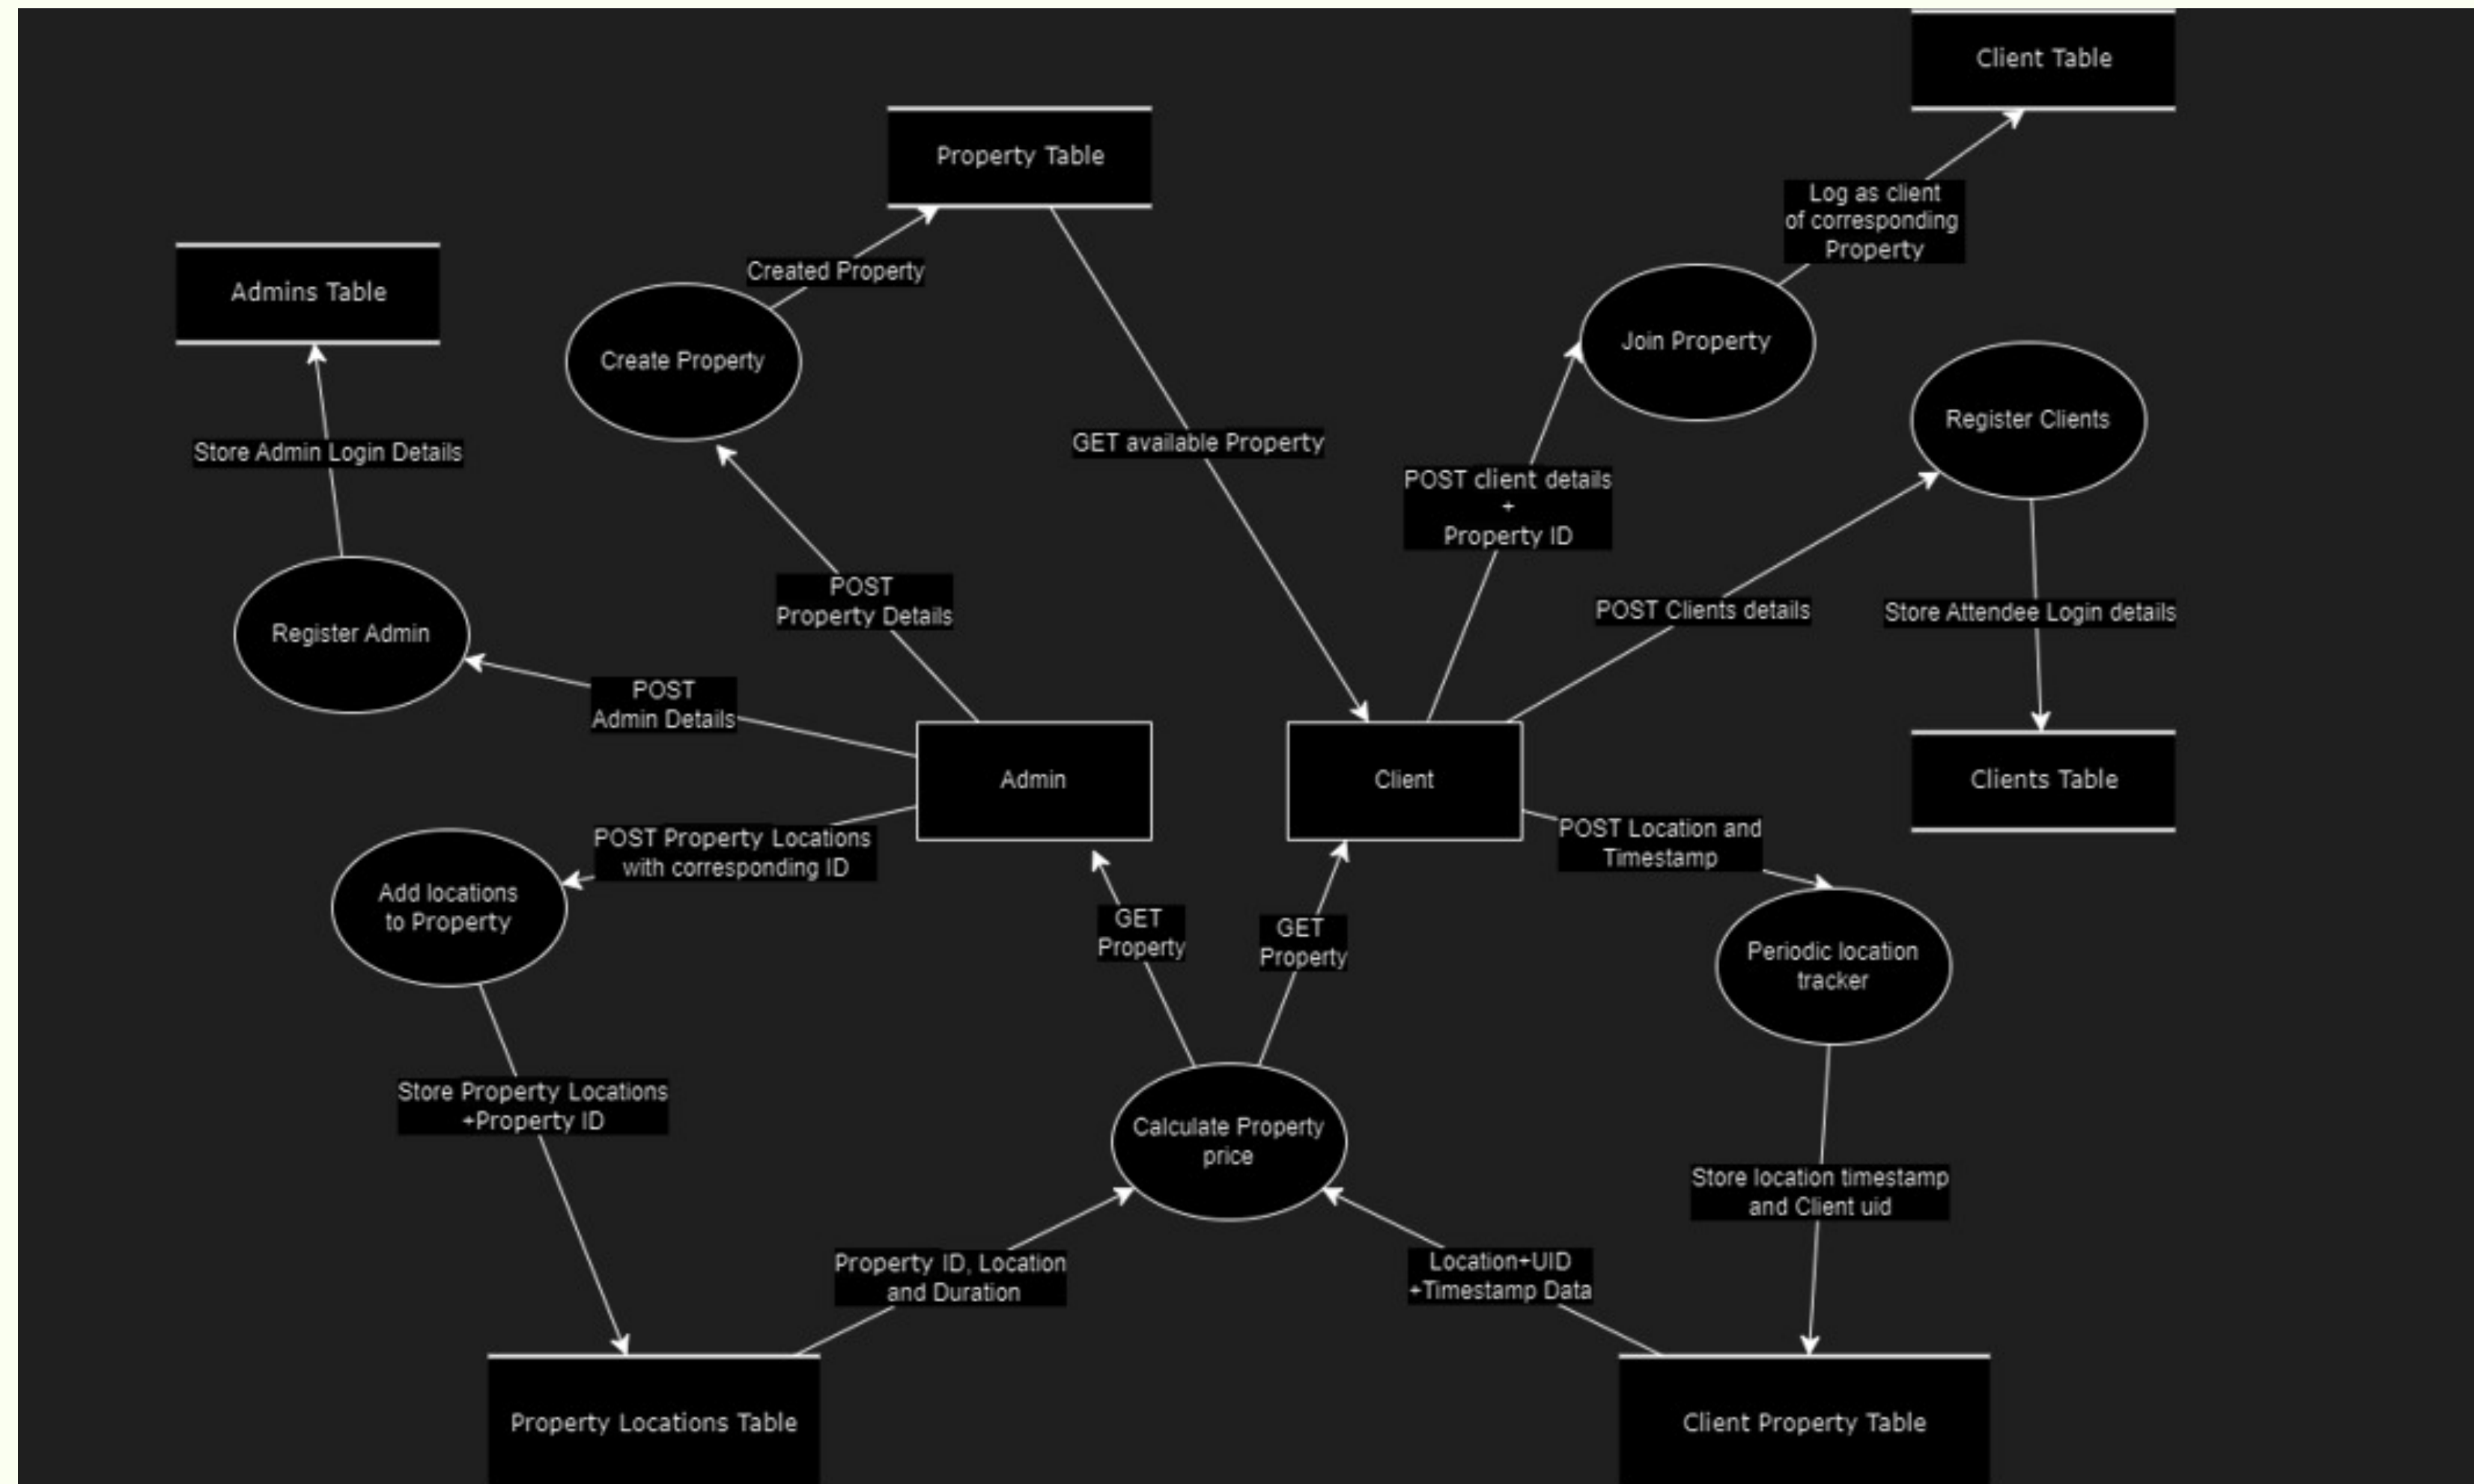 Client Table
Property Table
Log as client
of corresponding
Property
Created Property
Admins Table
Join Property
Create Property
Register Clients
GET available Property
Store Admin Login Details
POST client details
+
Property ID
POST
Property Details
POST Clients details
Store Attendee Login details
Register Admin
POST
Admin Details
Admin
Client
Clients Table
POST Property Locations
with corresponding ID
POST Location and
Timestamp
Add locations
to Property
GET
Property
GET
Property
Periodic location
tracker
Store Property Locations
+Property ID
Calculate Property
price
Store location timestamp
and Client uid
Property ID, Location
and Duration
Location+UID
+Timestamp Data
Property Locations Table
Client Property Table